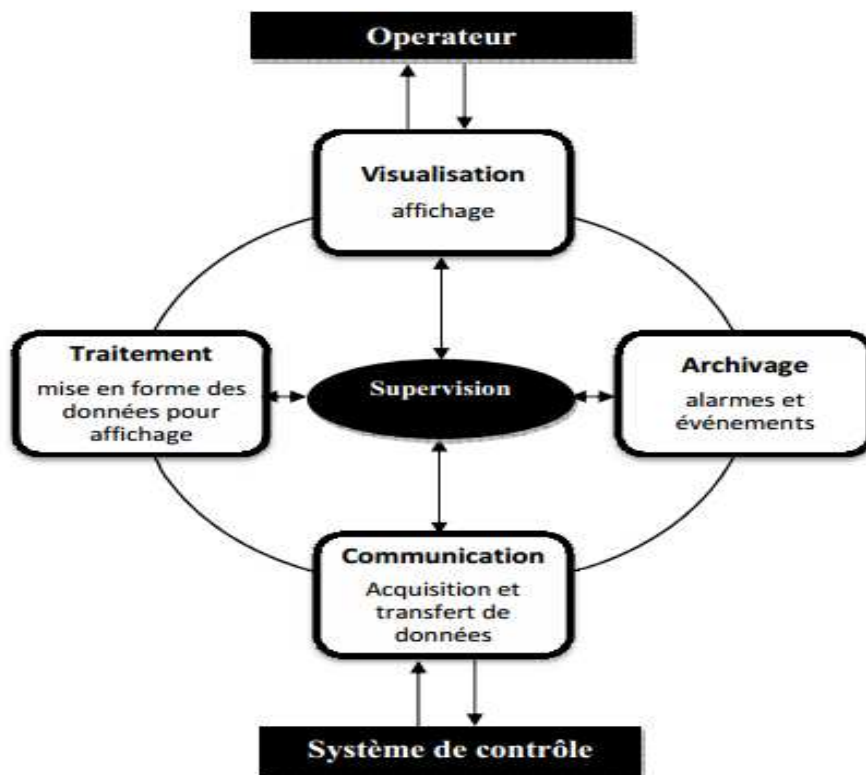 Operateur
Visualisation
affichage
Traitement
mise en forme des
données pour
affichage
Supervision
Archivage
alarmes et
événements
Communication
Acquisition et
transfert de
données
Système de contrôle